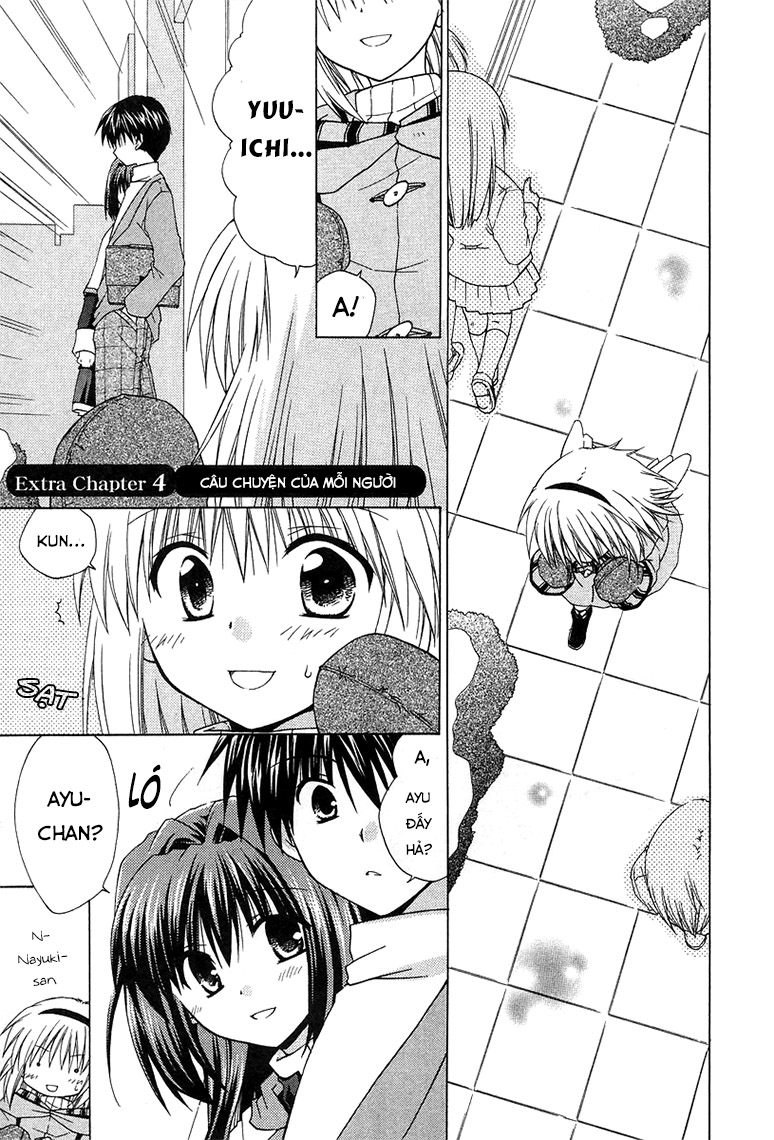 A!
YUU-
ICHI...
Extra Chapter 4 CÂU CHUYỆN CỦA MỖI NGƯỜI
KUN...
SẠT
A,
AYU
ĐẤY
HẢ?
LÓ
AYU-
CHAN?
N-
Nayuki-
san